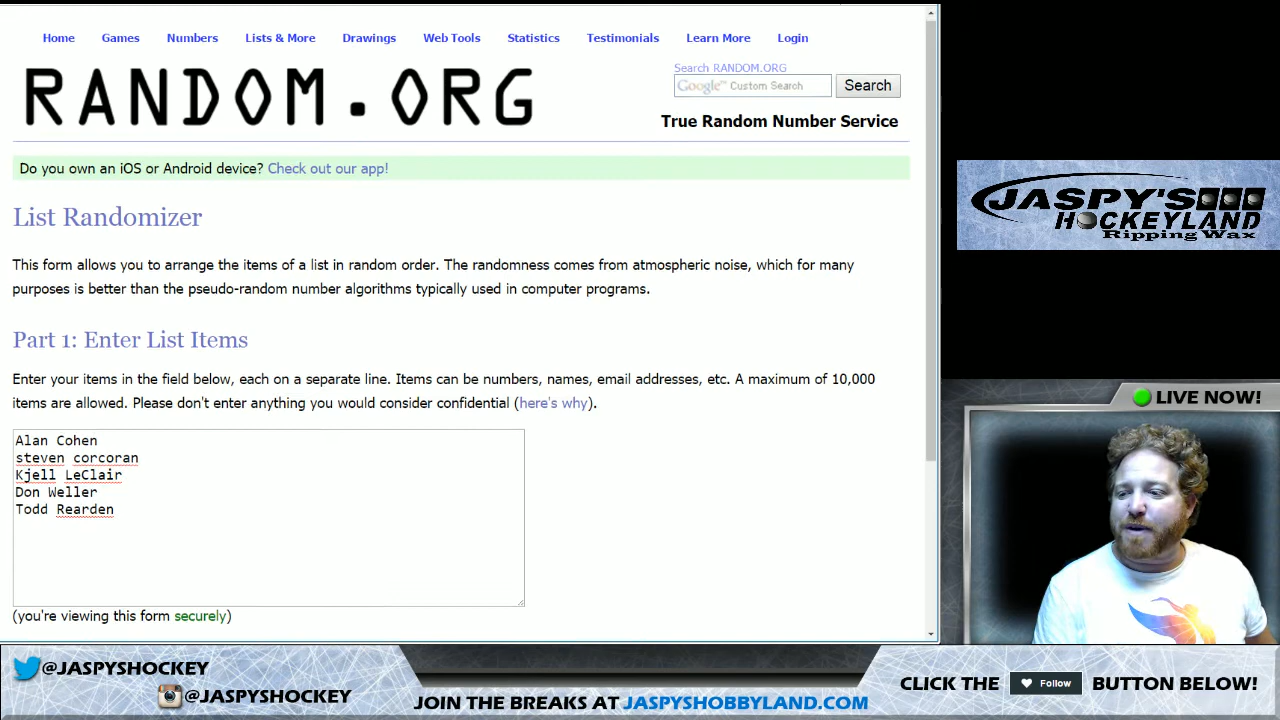 Home Games Numbers Lists & More Drawings Web Tools Statistics Testimonials Learn More Login
RANDOM.ORG
Search RANDOM.ORG
Google™ Custom Search Search
True Random Number Service
Do you own an iOS or Android device? Check out our app!
List Randomizer
This form allows you to arrange the items of a list in random order. The randomness comes from atmospheric noise, which for many
purposes is better than the pseudo-random number algorithms typically used in computer programs.
Part 1: Enter List Items
Enter your items in the field below, each on a separate line. Items can be numbers, names, email addresses, etc. A maximum of 10,000
items are allowed. Please don't enter anything you would consider confidential (here's why).
Alan Cohen
steven corcoran
Kjell LeClair
Don Weller
Todd Rearden
(you're viewing this form securely)
JASPY'S
HOCKEYLAND
Ripping Wax
LIVE NOW!
@JASPYSHOCKEY
@JASPYSHOCKEY
JOIN THE BREAKS AT JASPYSHOBBYLAND.COM
CLICK THE Follow BUTTON BELOW!